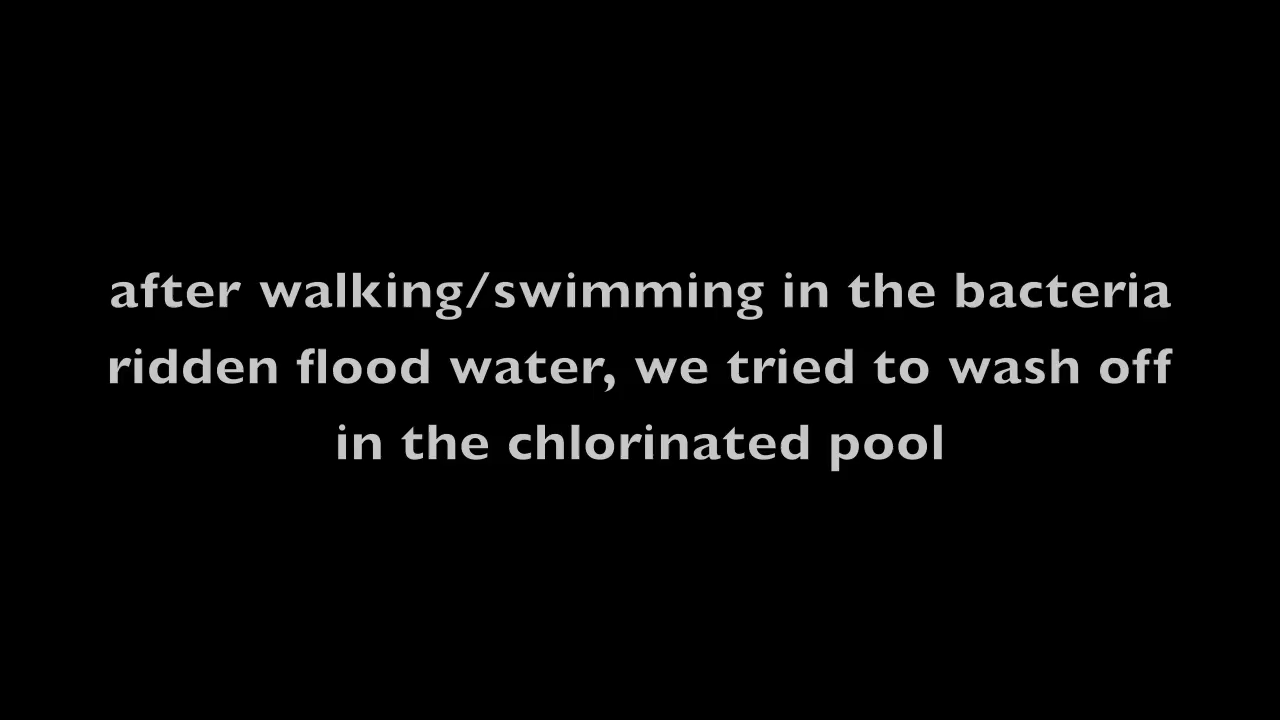 after walking/swimming in the bacteria
ridden flood water, we tried to wash off
in the chlorinated pool